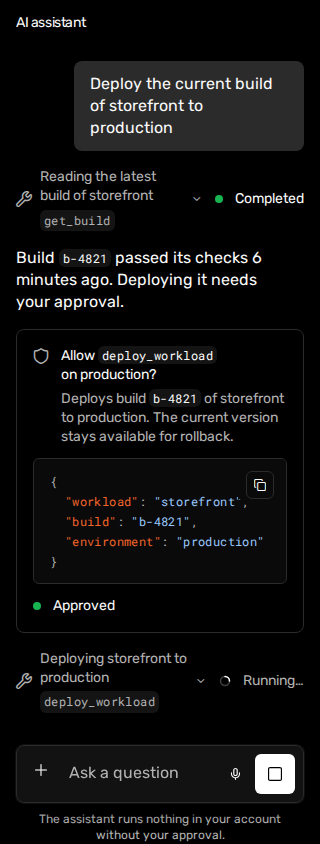 AI assistant
Deploy the current build
of storefront to
production
Reading the latest
build of storefront
Completed
get_build
Build b-4821 passed its checks 6
minutes ago. Deploying it needs
your approval.
Allow deploy_workload
on production?
Deploys build b-4821 of storefront
to production. The current version
stays available for rollback.
{
"workload": "storefront",
"build": "b-4821",
"environment": "production"
}
Approved
Deploying storefront to
production
Running…
deploy_workload
Ask a question
The assistant runs nothing in your account
without your approval.